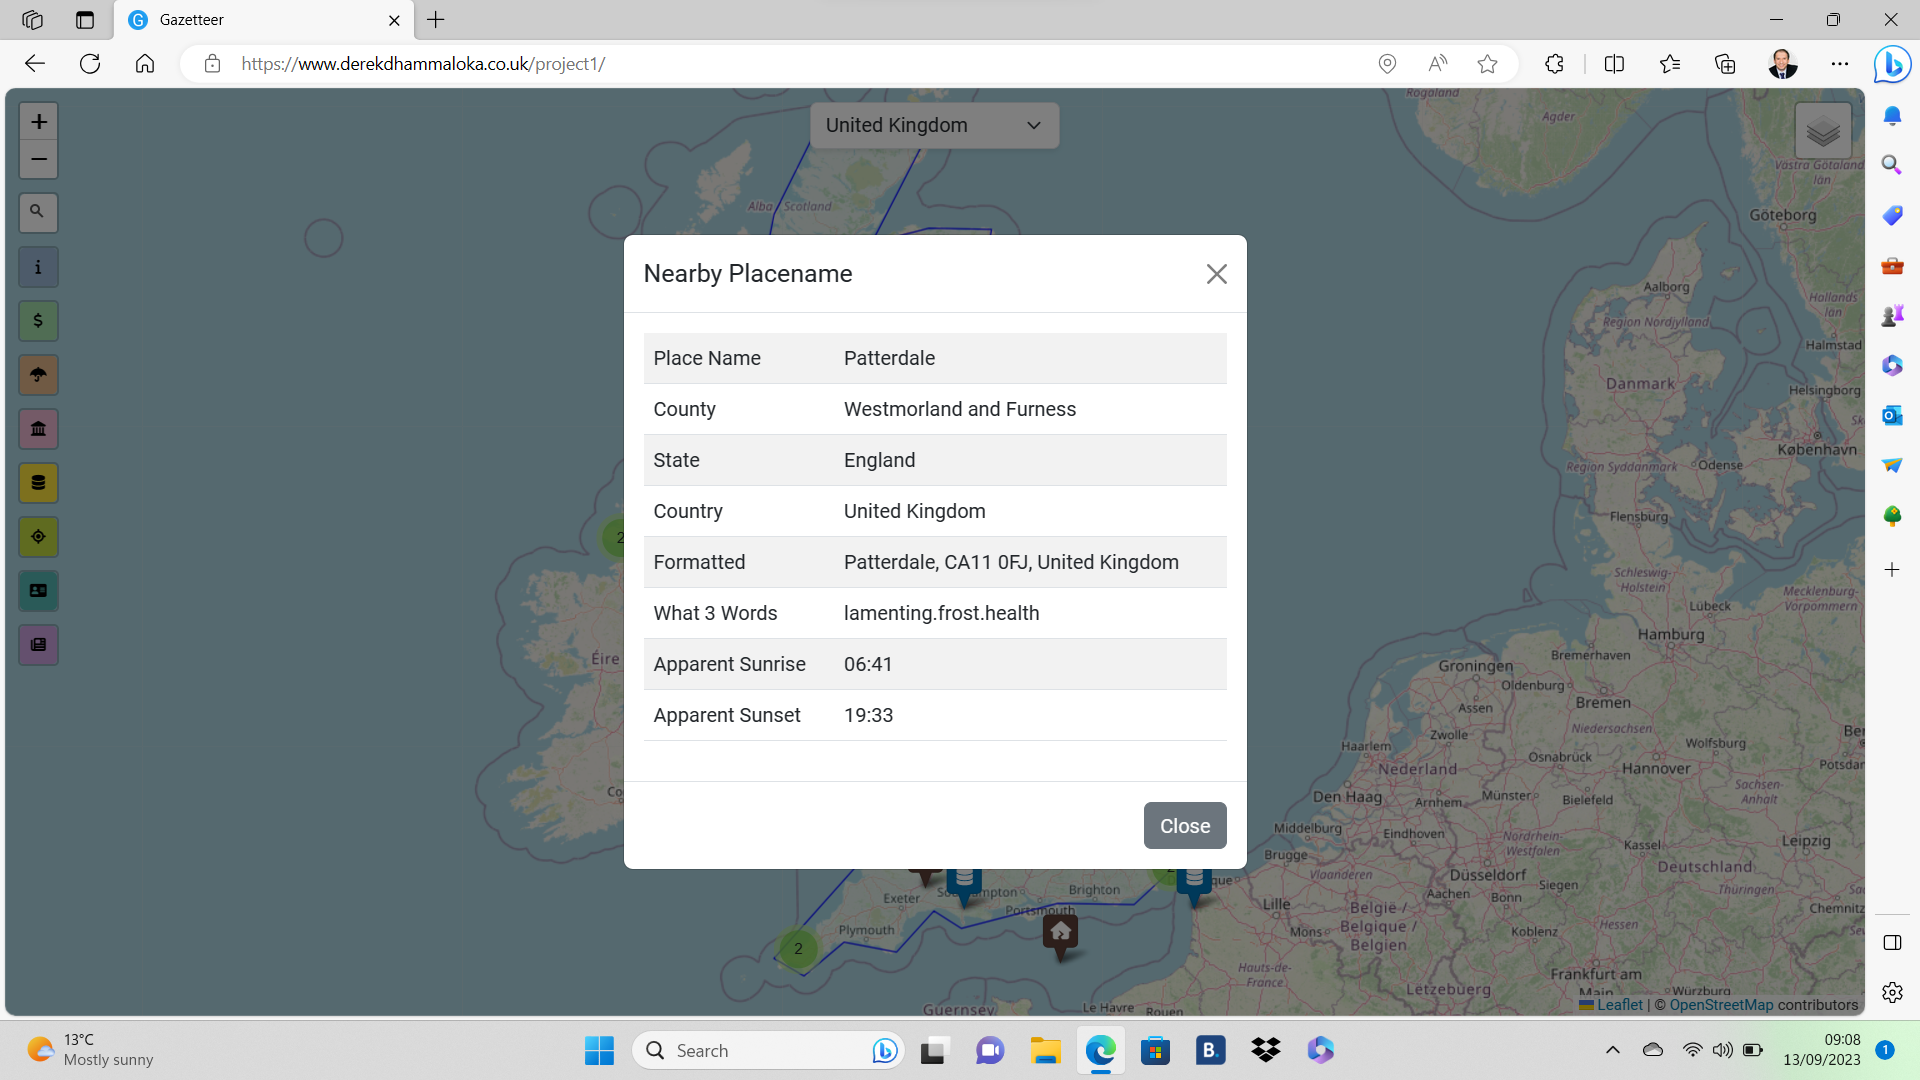 Gazetteer
https://www.derekdhammaloka.co.uk/project1/
Rogaland
Agder
United Kingdom
Västra Götaland
län
Alba / Scotland
Göteborg
Aalborg
Region Nordjylland
Hallands
län
Halmstad
Danmark
Helsingborg
København
Region Syddanmark
Odense
Flensburg
Schleswig-
Holstein
Mecklenburg-
Vorpommern
Lübeck
Hamburg
Nearby Placename
Place Name Patterdale
County Westmorland and Furness
State England
Country United Kingdom
Formatted Patterdale, CA11 0FJ, United Kingdom
What 3 Words lamenting.frost.health
Apparent Sunrise 06:41
Apparent Sunset 19:33
Close
2
Éire
Co
Groningen
Bremerhaven
Oldenburg
Assen
Bremen
Zwolle
Niedersachsen
Haarlem
Wolfsburg
Be
Nederland
Osnabrück
Hannover
Potsda
Den Haag
Arnhem
Münster
Bielefeld
Sachsen-
Anhalt
Middelburg
Eindhoven
Nordrhein-
Westfalen
Kassel
Leipzig
Brugge
Vlaanderen
Düsseldorf
Deutschland
Aachen
Siegen
Thüringen
Bonn
Chemnitz
Lille
België /
Belgique /
Belgien
Mons
Koblenz
Hessen
Frankfurt am
Main
Würzburg
Hauts-de-
France
Lëtzebuerg
Exeter
Brighton
Portsmouth
Plymouth
2
Guernsey
Le Havre
Rouen
Leaflet | © OpenStreetMap contributors
13°C
Mostly sunny
Search
B.
09:08
13/09/2023
1